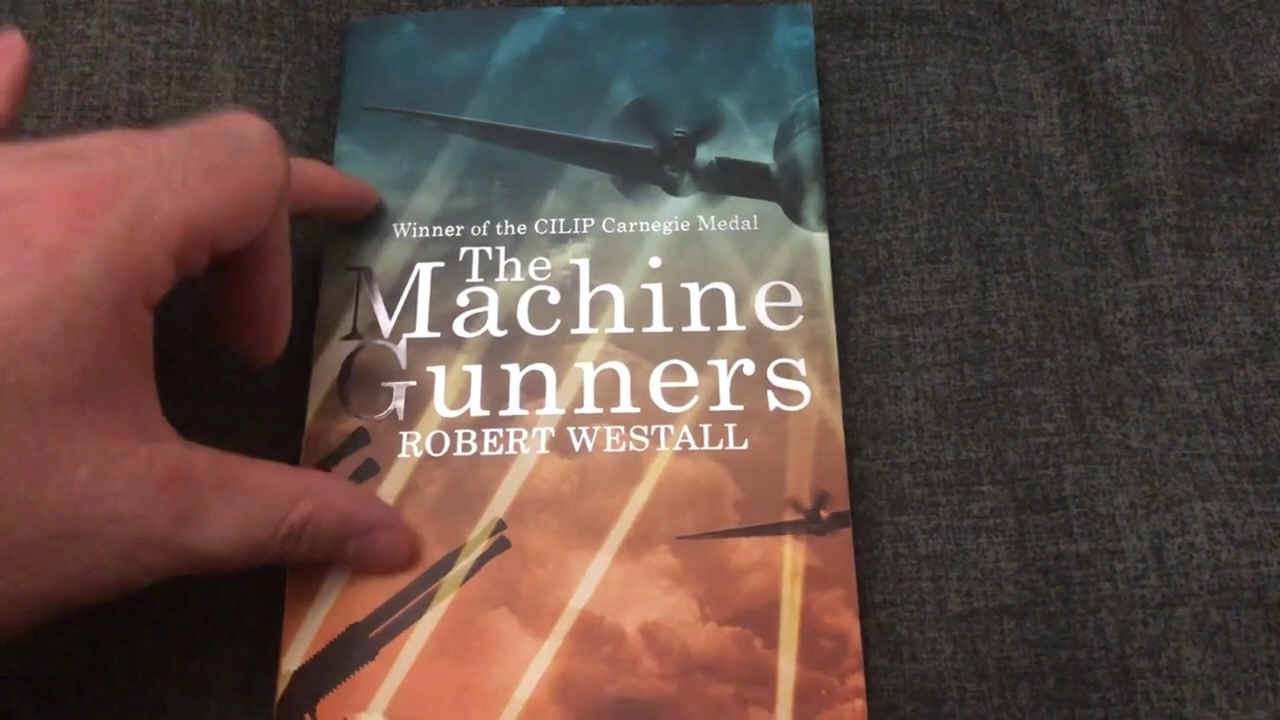 Winner of the CILIP Carnegie Medal
The
Machine
Gunners
ROBERT WESTALL